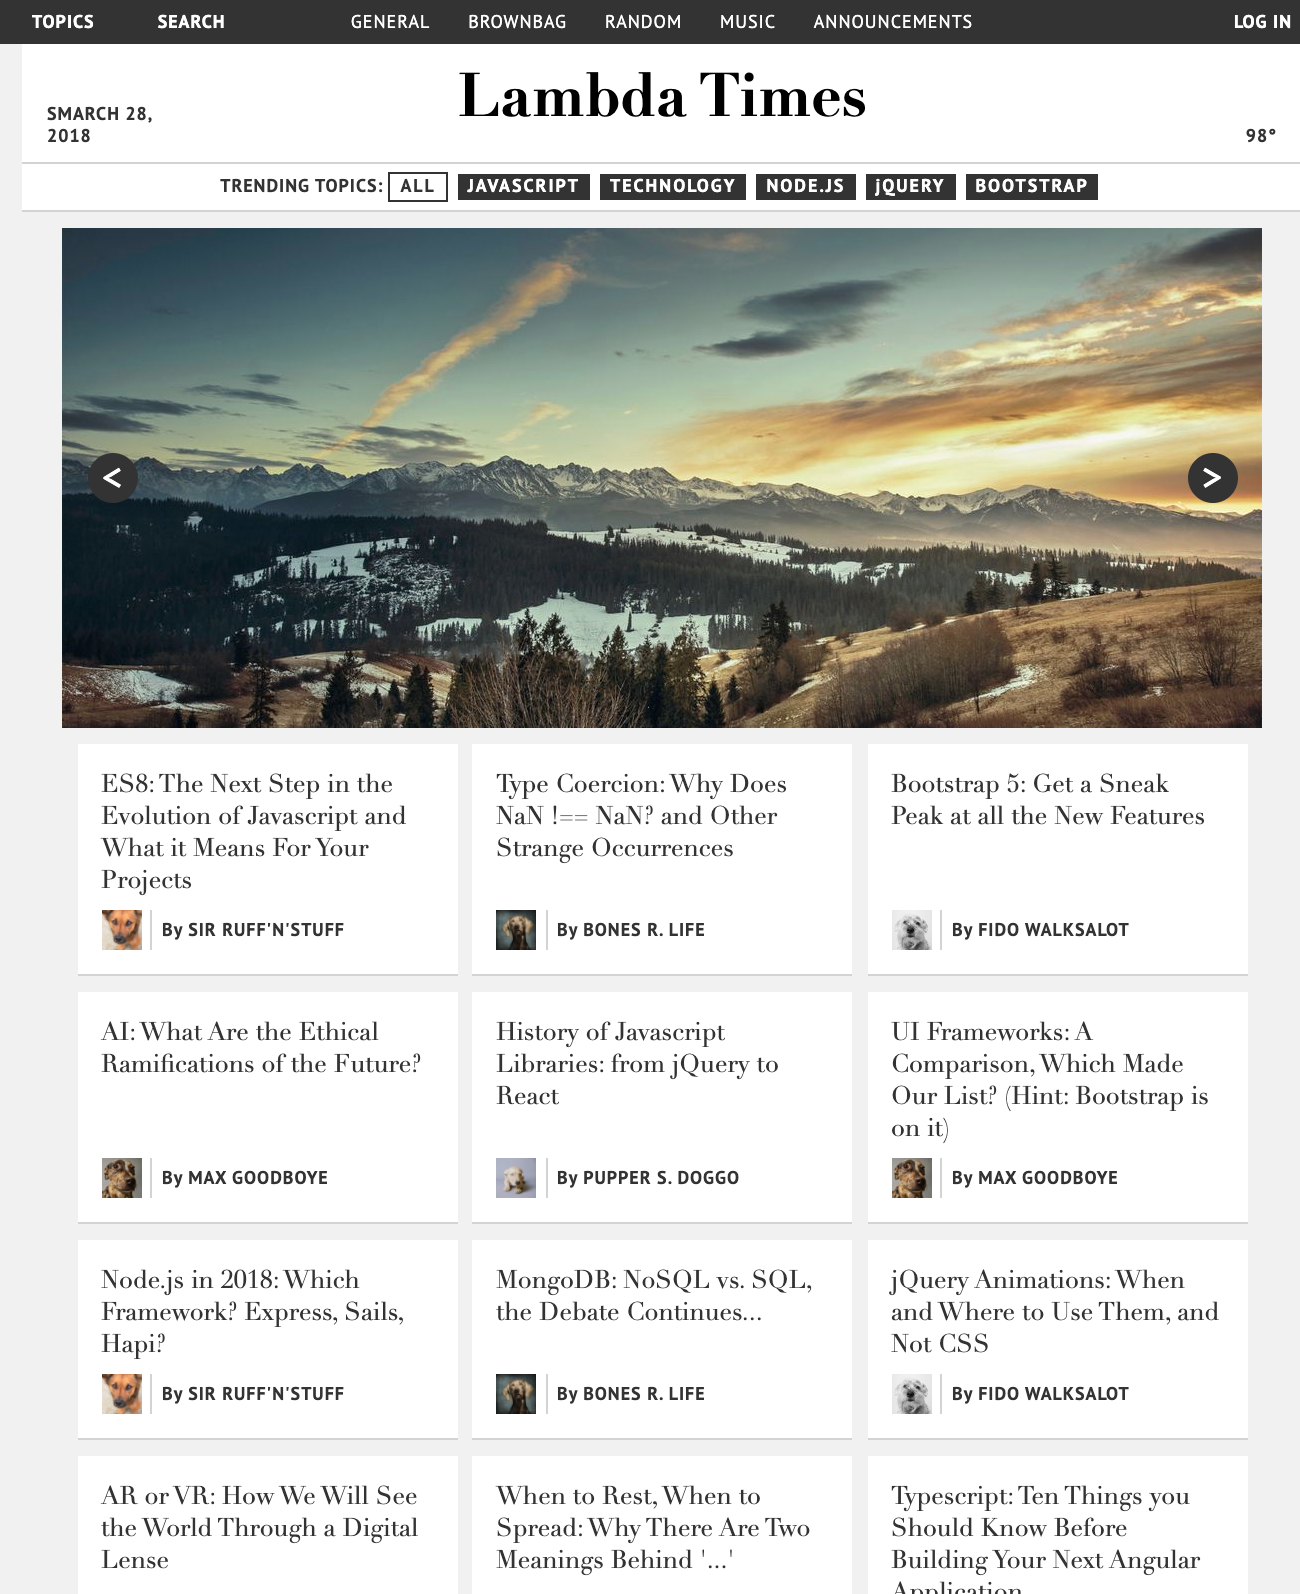 TOPICS SEARCH GENERAL BROWNBAG RANDOM MUSIC ANNOUNCEMENTS LOG IN
Lambda Times
SMARCH 28,
2018
98°
TRENDING TOPICS: ALL JAVASCRIPT TECHNOLOGY NODE.JS jQUERY BOOTSTRAP
<
>
ES8: The Next Step in the
Evolution of Javascript and
What it Means For Your
Projects
By SIR RUFF'N'STUFF
Type Coercion: Why Does
NaN !== NaN? and Other
Strange Occurrences
By BONES R. LIFE
Bootstrap 5: Get a Sneak
Peak at all the New Features
By FIDO WALKSALOT
AI: What Are the Ethical
Ramifications of the Future?
By MAX GOODBOYE
History of Javascript
Libraries: from jQuery to
React
By PUPPER S. DOGGO
UI Frameworks: A
Comparison, Which Made
Our List? (Hint: Bootstrap is
on it)
By MAX GOODBOYE
Node.js in 2018: Which
Framework? Express, Sails,
Hapi?
By SIR RUFF'N'STUFF
MongoDB: NoSQL vs. SQL,
the Debate Continues...
By BONES R. LIFE
jQuery Animations: When
and Where to Use Them, and
Not CSS
By FIDO WALKSALOT
AR or VR: How We Will See
the World Through a Digital
Lense
When to Rest, When to
Spread: Why There Are Two
Meanings Behind '...'
Typescript: Ten Things you
Should Know Before
Building Your Next Angular
Application